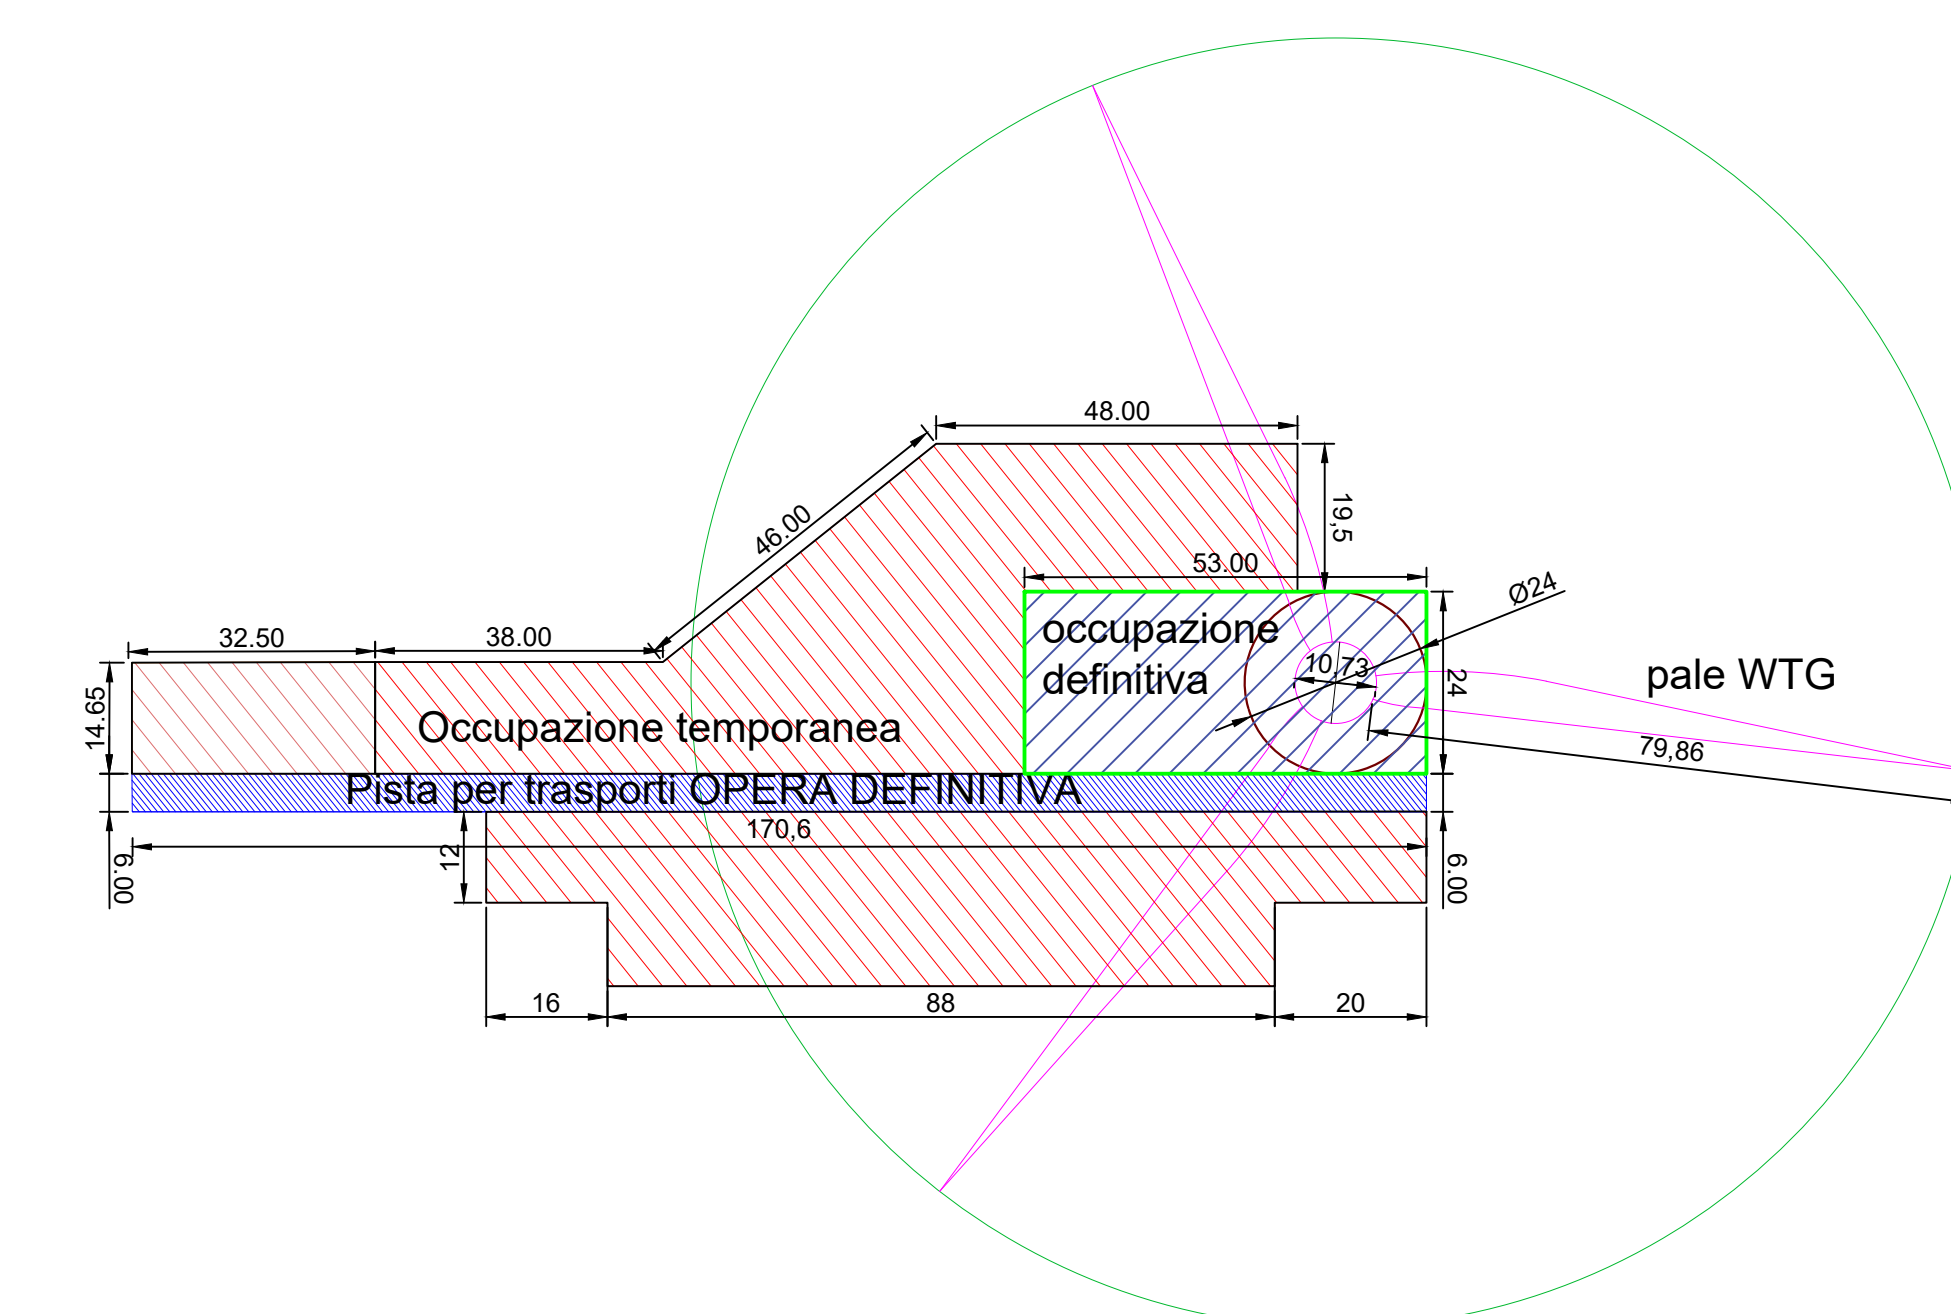 48.00
19,5
46.00
53.00
Ø24
occupazione
definitiva
32.50
38.00
10,73
24
pale WTG
14.65
Occupazione temporanea
79,86
Pista per trasporti OPERA DEFINITIVA
170,6
12
6.00
6.00
16
88
20